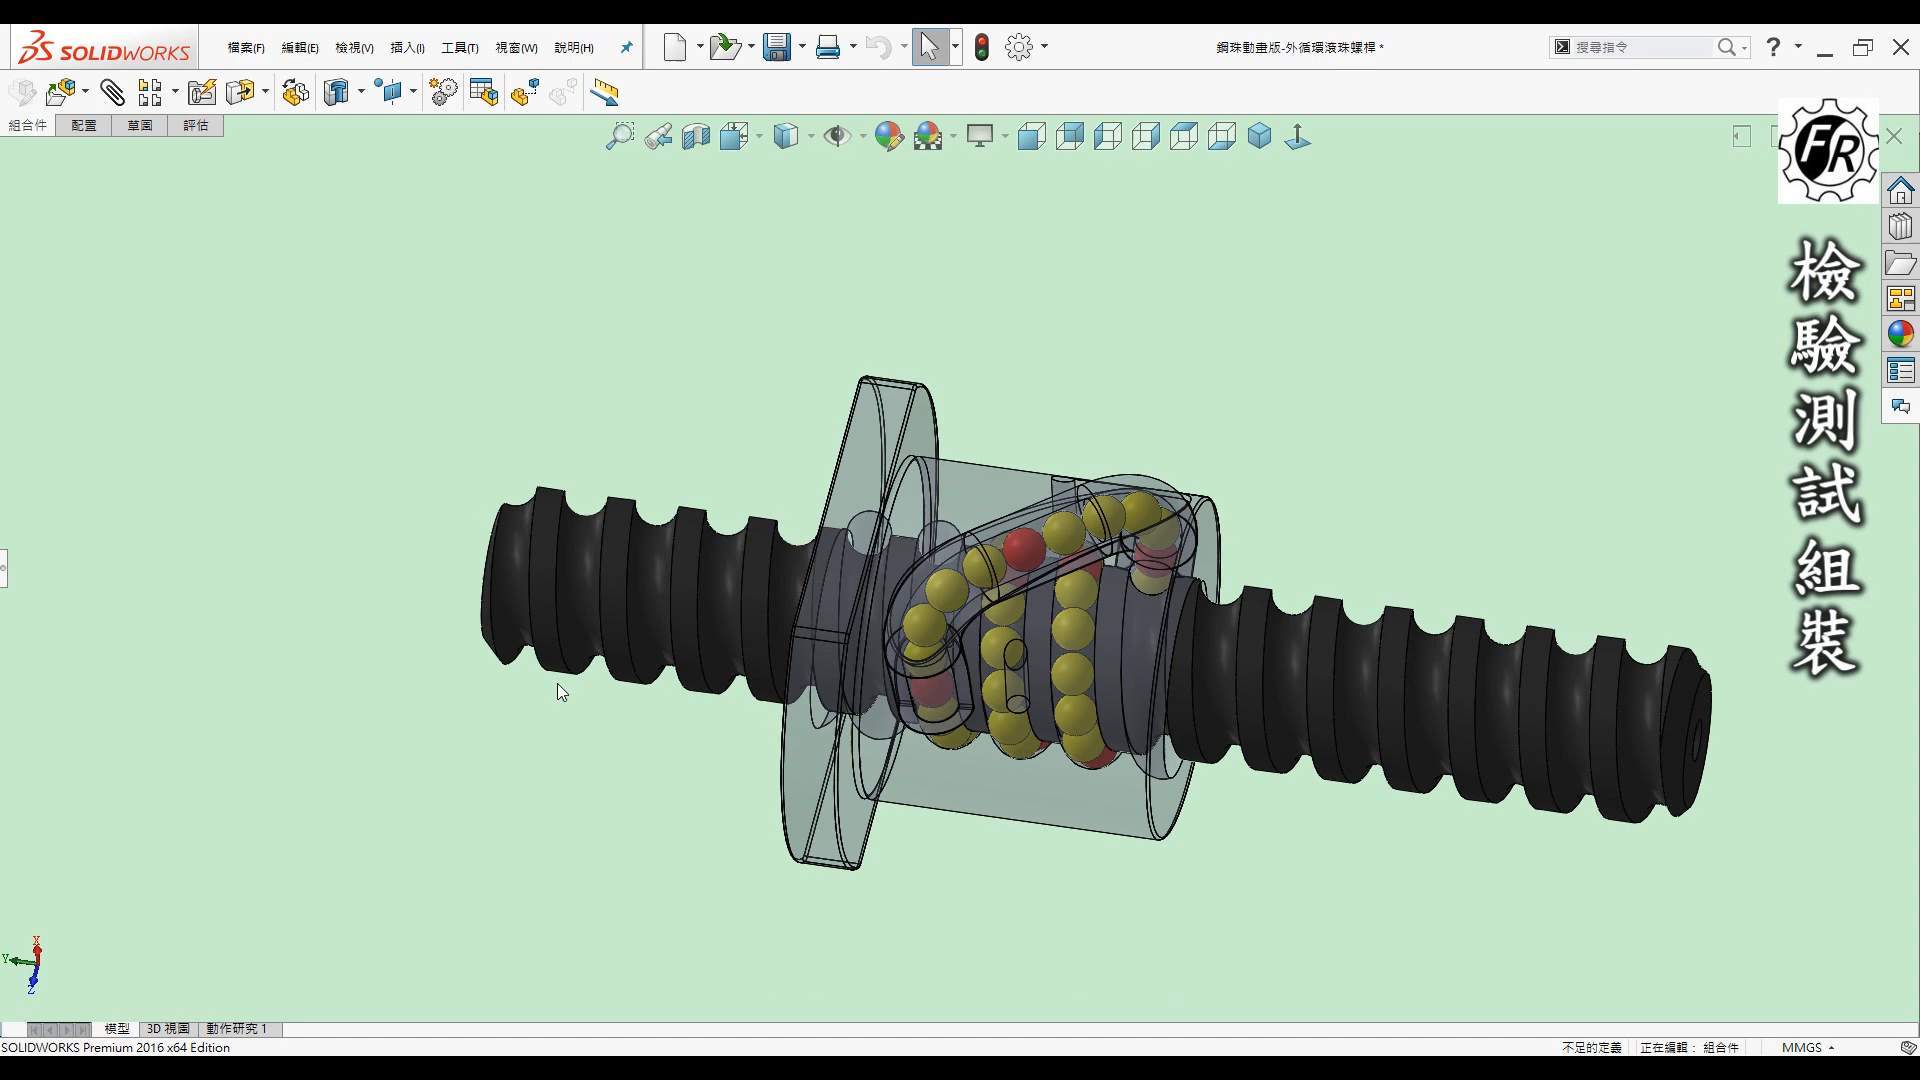 SOLIDWORKS
檔案(F) 編輯(E) 檢視(V) 插入(I) 工具(T) 視窗(W) 說明(H)
鋼珠動畫版-外循環滾珠螺桿 *
搜尋指令
?
組合件 配置 草圖 評估
FR
檢驗測試組裝
X
Y
Z
模型 3D 視圖 動作研究 1
SOLIDWORKS Premium 2016 x64 Edition
不足的定義 正在編輯： 組合件 MMGS